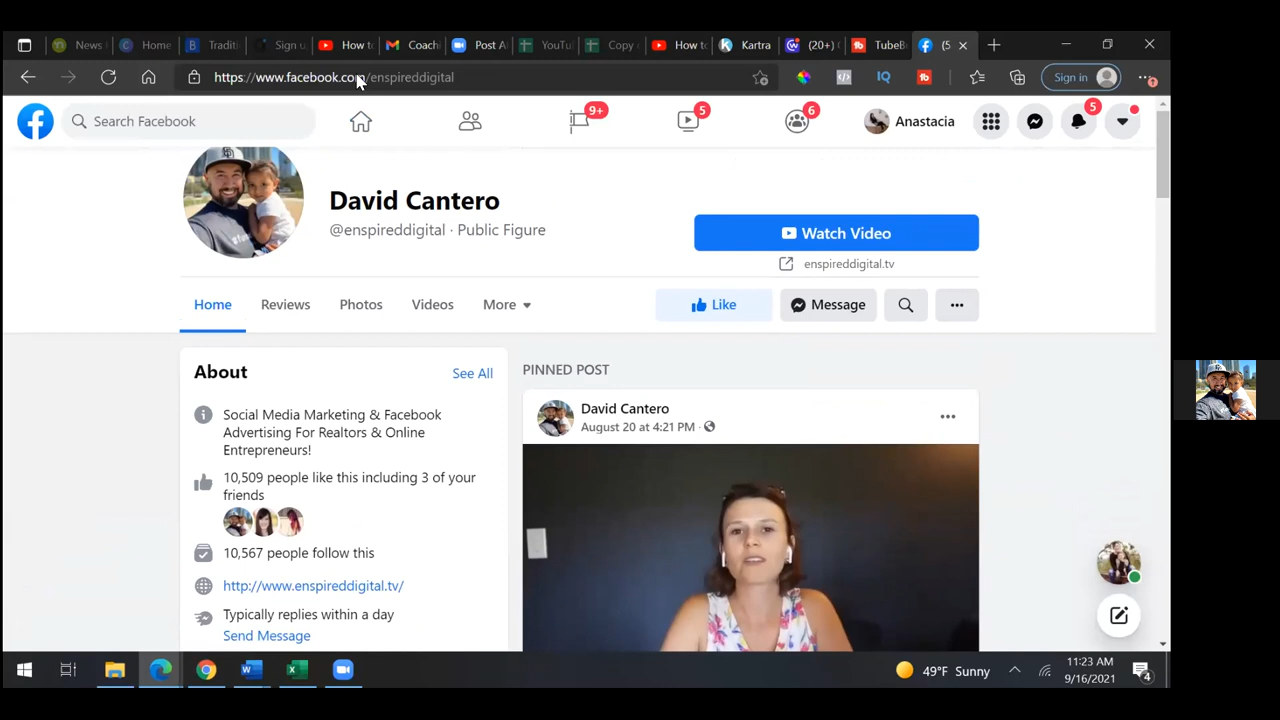 News
Home
Traditi
Sign u
How to
Coachi
Post A
YouTu
Copy
How to
Kartra
(20+)
TubeB
(5
https://www.facebook.com/enspireddigital
IQ
tb
Sign in
Search Facebook
9+
5
6
Anastacia
5
David Cantero
@enspireddigital · Public Figure
Watch Video
enspireddigital.tv
Home
Reviews
Photos
Videos
More
Like
Message
About
See All
Social Media Marketing & Facebook
Advertising For Realtors & Online
Entrepreneurs!
10,509 people like this including 3 of your
friends
10,567 people follow this
http://www.enspireddigital.tv/
Typically replies within a day
Send Message
PINNED POST
David Cantero
August 20 at 4:21 PM ·
49°F Sunny
11:23 AM
9/16/2021
4